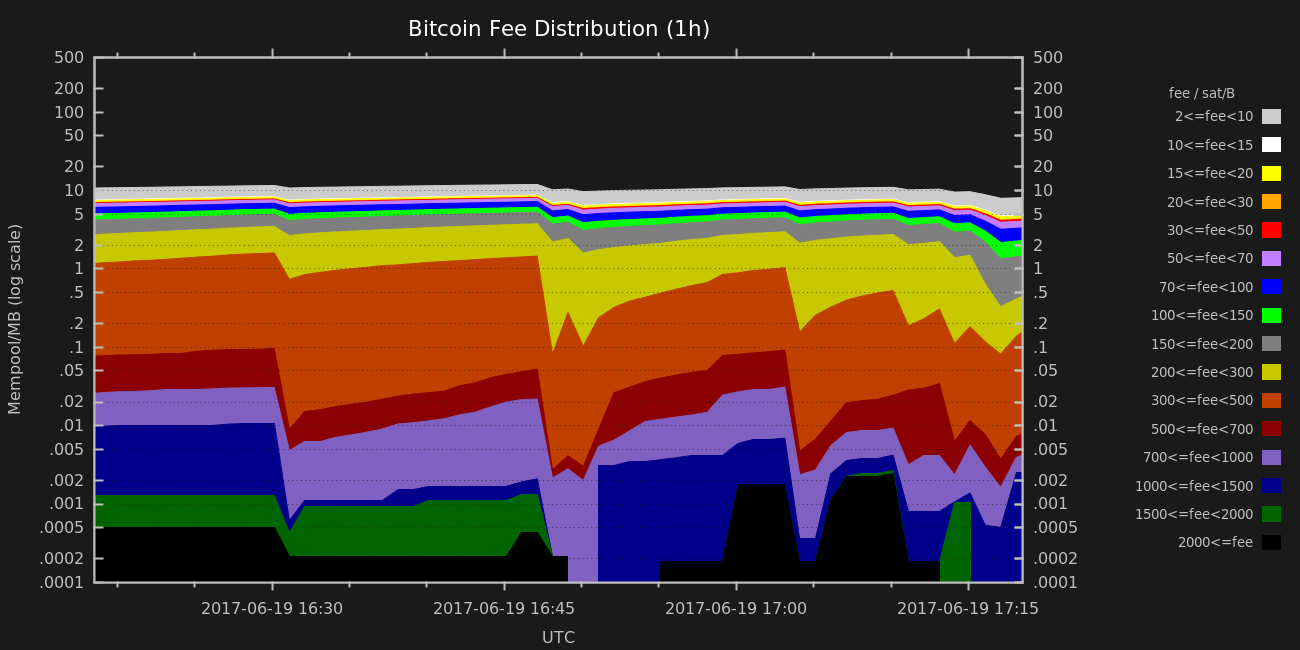 Bitcoin Fee Distribution (1h)
500
200
100
50
20
10
5
2
1
.5
.2
.1
.05
.02
.01
.005
.002
.001
.0005
.0002
.0001
Mempool/MB (log scale)
500
200
100
50
20
10
5
2
1
.5
.2
.1
.05
.02
.01
.005
.002
.001
.0005
.0002
.0001
2017-06-19 16:30
2017-06-19 16:45
2017-06-19 17:00
2017-06-19 17:15
UTC
fee / sat/B
2<=fee<10
10<=fee<15
15<=fee<20
20<=fee<30
30<=fee<50
50<=fee<70
70<=fee<100
100<=fee<150
150<=fee<200
200<=fee<300
300<=fee<500
500<=fee<700
700<=fee<1000
1000<=fee<1500
1500<=fee<2000
2000<=fee